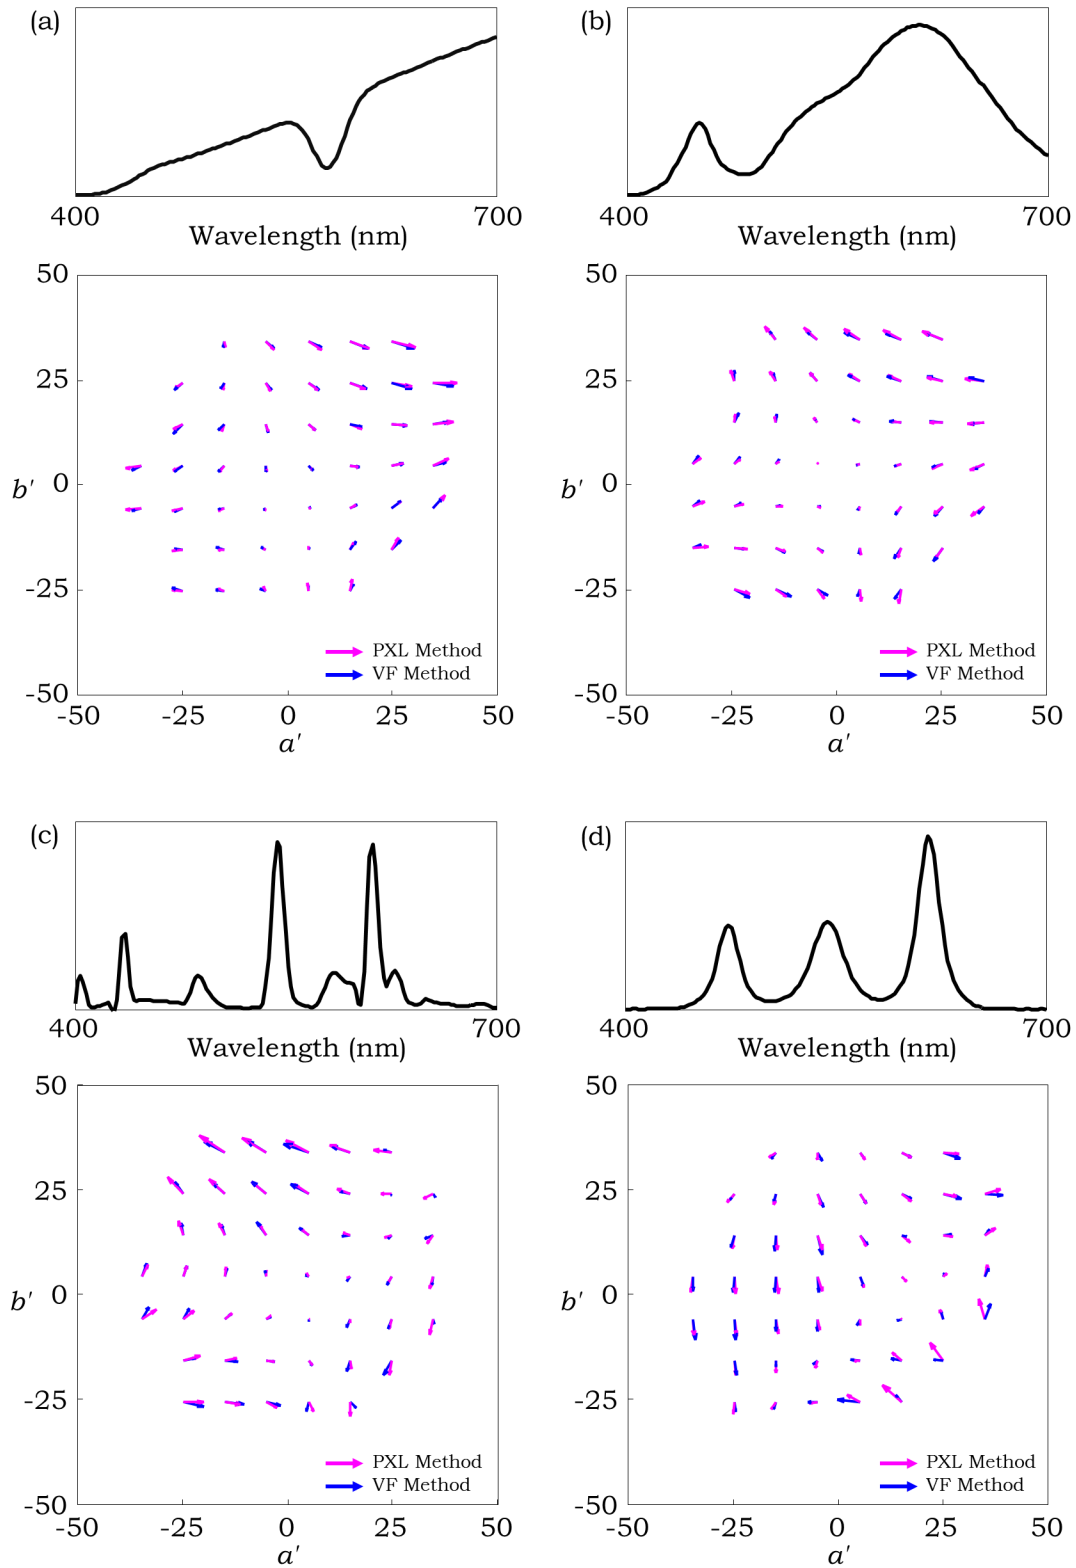 (a)
400 700
Wavelength (nm)
(b)
400 700
Wavelength (nm)
50
25
b′ 0
-25
-50
PXL Method
VF Method
-50 -25 0 25 50
a′
50
25
b′ 0
-25
-50
PXL Method
VF Method
-50 -25 0 25 50
a′
(c)
400 700
Wavelength (nm)
(d)
400 700
Wavelength (nm)
50
25
b′ 0
-25
-50
PXL Method
VF Method
-50 -25 0 25 50
a′
50
25
b′ 0
-25
-50
PXL Method
VF Method
-50 -25 0 25 50
a′